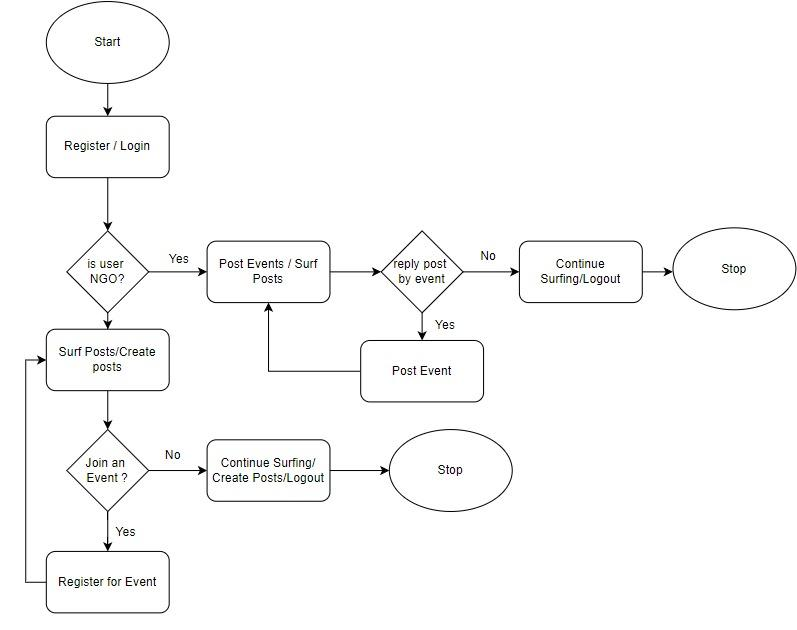 Start
Register / Login
is user
NGO?
Yes
Post Events / Surf
Posts
reply post
by event
No
Continue
Surfing/Logout
Stop
Yes
Post Event
Surf Posts/Create
posts
Join an
Event ?
No
Continue Surfing/
Create Posts/Logout
Stop
Yes
Register for Event